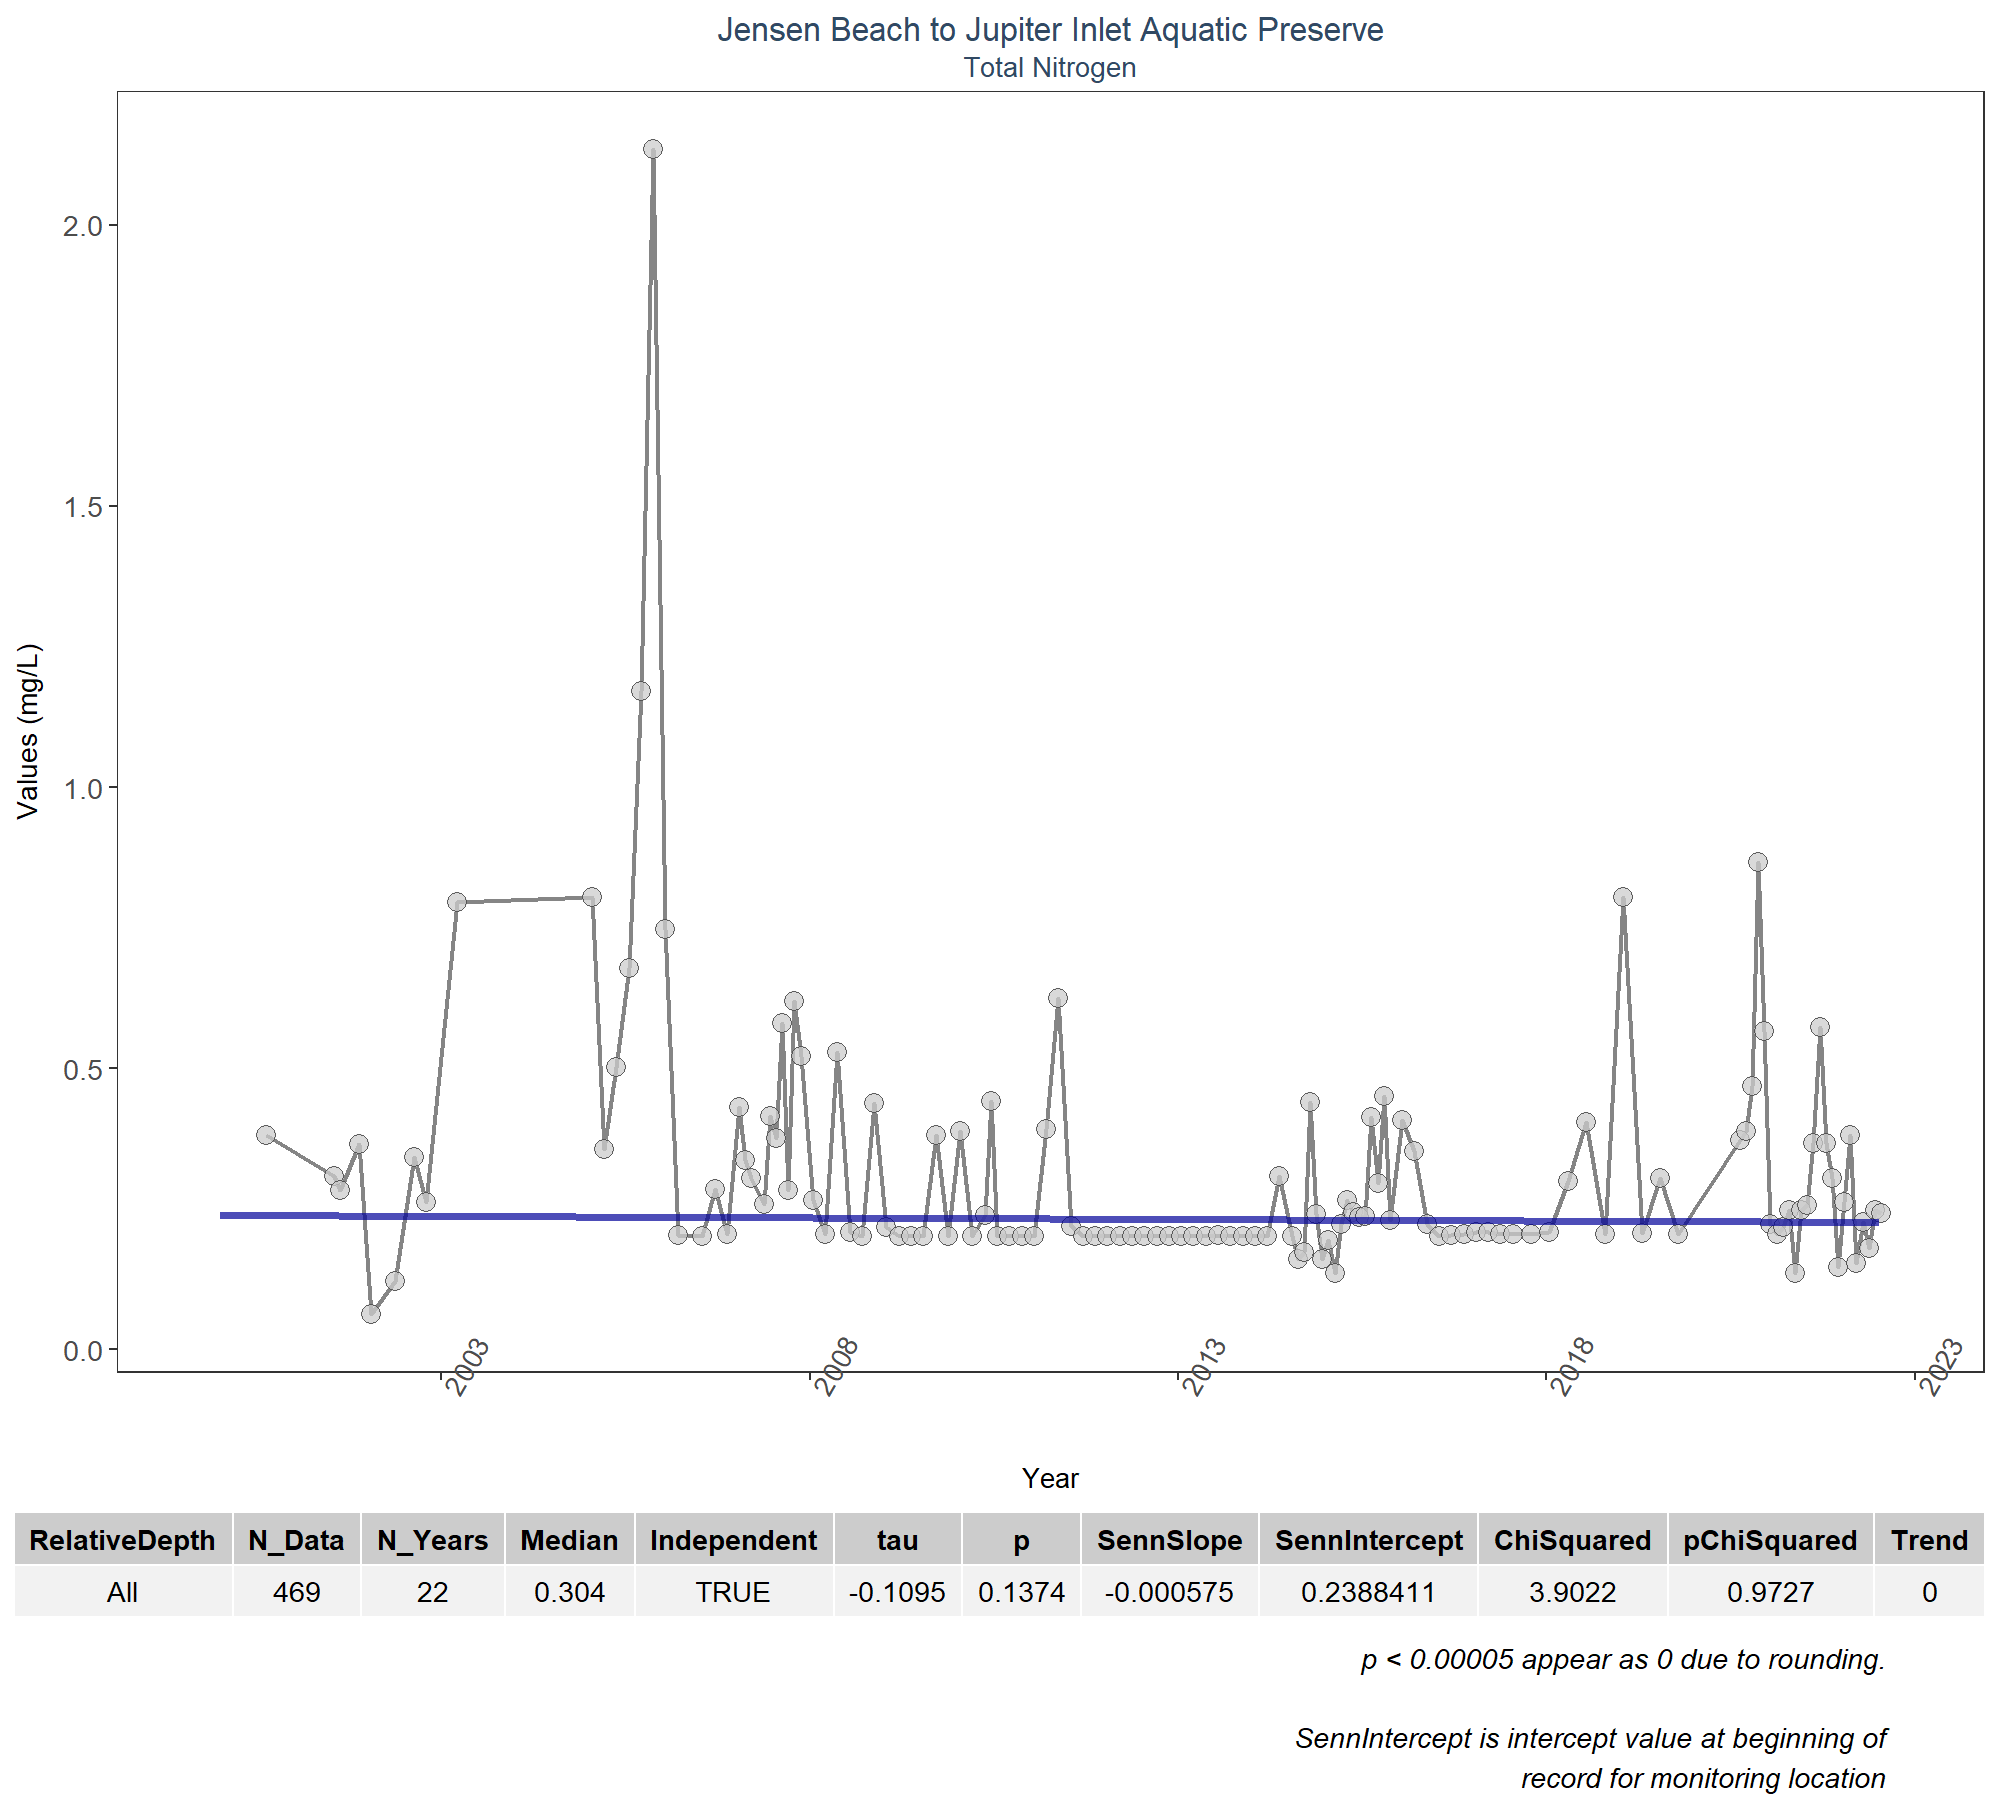 Jensen Beach to Jupiter Inlet Aquatic Preserve
Total Nitrogen
Values (mg/L)
2.0
1.5
1.0
0.5
0.0
2003
2008
2013
2018
2023
Year
RelativeDepth N_Data N_Years Median Independent tau p SennSlope SennIntercept ChiSquared pChiSquared Trend
All 469 22 0.304 TRUE -0.1095 0.1374 -0.000575 0.2388411 3.9022 0.9727 0
p < 0.00005 appear as 0 due to rounding.
SennIntercept is intercept value at beginning of
record for monitoring location